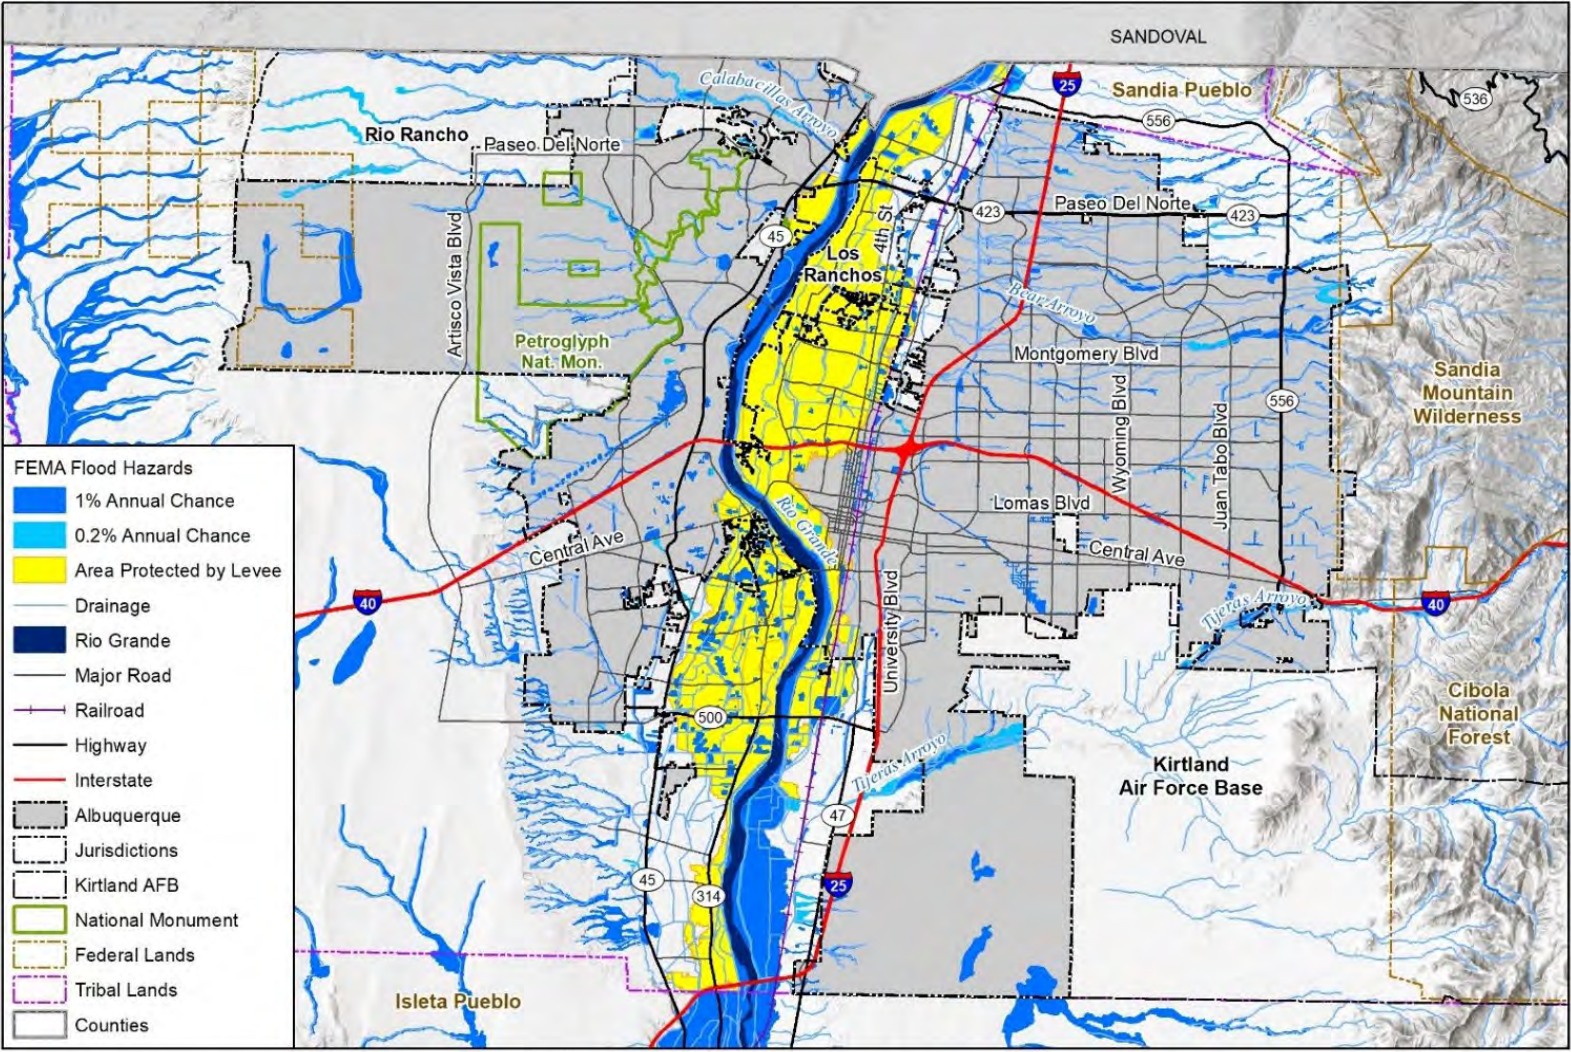 SANDOVAL
25
Sandia Pueblo
536
Calabacillas Arroyo
556
Rio Rancho
Paseo Del Norte
Paseo Del Norte
423
423
4th St
45
Artisco Vista Blvd
Los
Ranchos
Bear Arroyo
Petroglyph
Nat. Mon.
Montgomery Blvd
Sandia
Mountain
Wilderness
556
Wyoming Blvd
Juan Tabo Blvd
Lomas Blvd
Rio Grande
Central Ave
Central Ave
40
40
University Blvd
Tijeras Arroyo
500
Cibola
National
Forest
Tijeras Arroyo
Kirtland
Air Force Base
47
45
314
25
Isleta Pueblo
FEMA Flood Hazards
1% Annual Chance
0.2% Annual Chance
Area Protected by Levee
Drainage
Rio Grande
Major Road
Railroad
Highway
Interstate
Albuquerque
Jurisdictions
Kirtland AFB
National Monument
Federal Lands
Tribal Lands
Counties